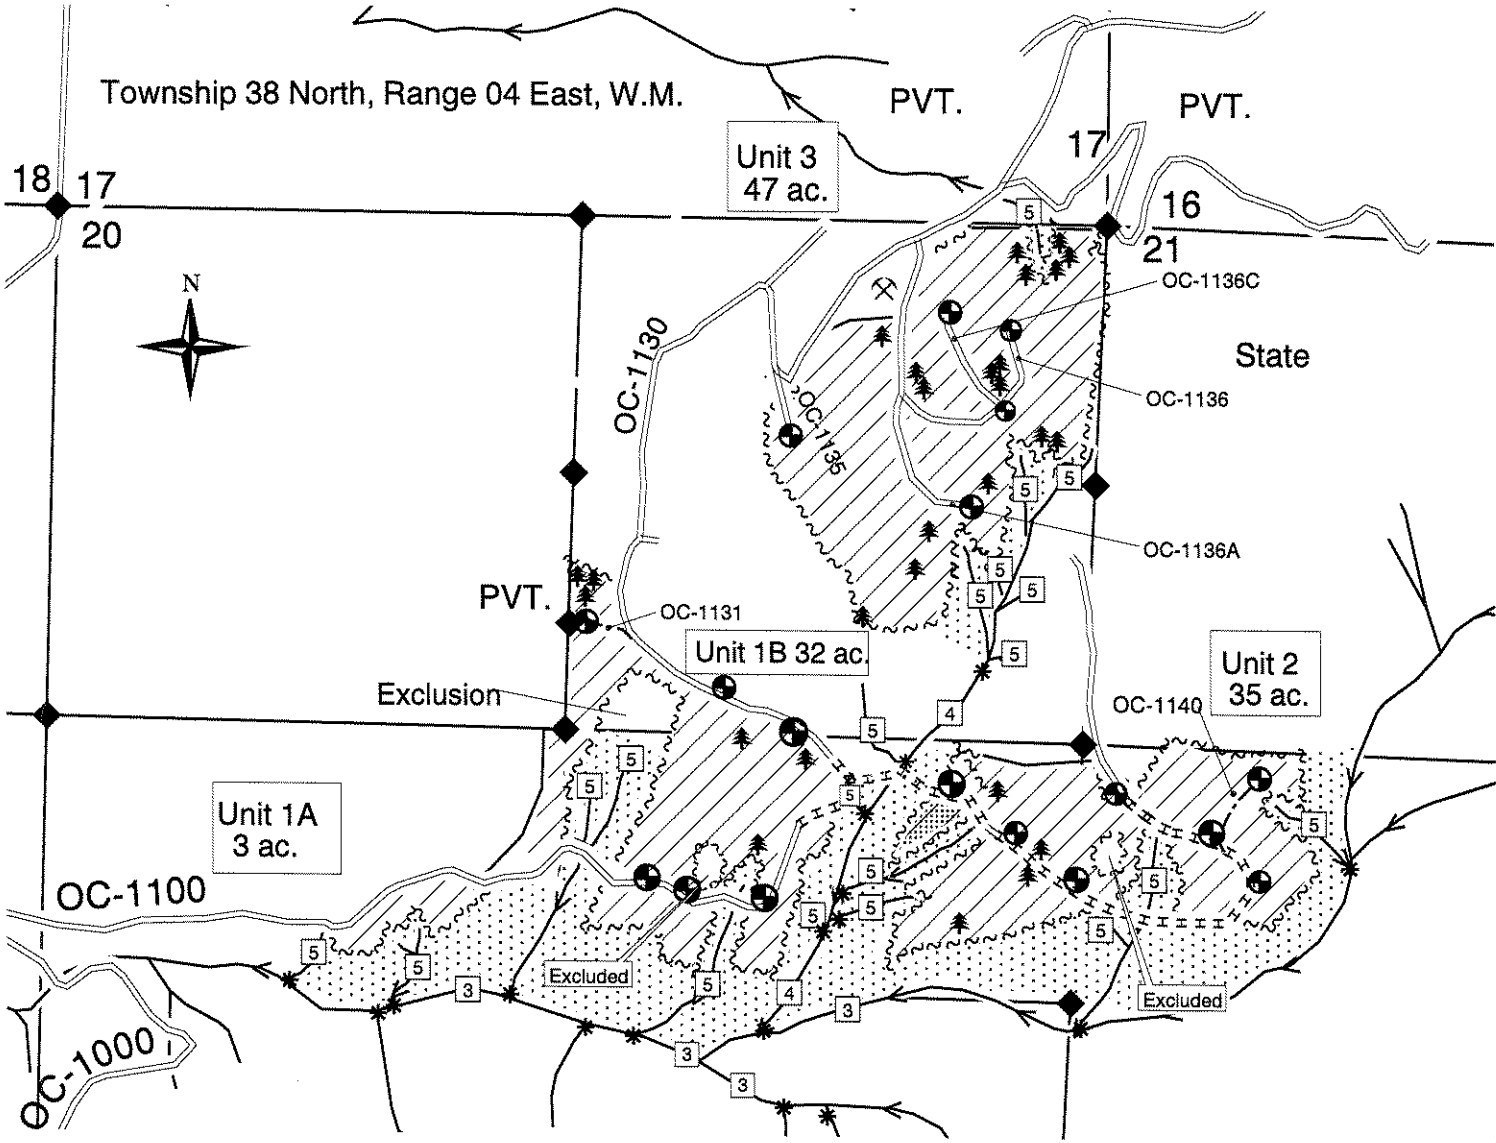 Township 38 North, Range 04 East, W.M.
PVT.
PVT.
17
Unit 3
47 ac.
18
17
20
5
16
21
N
OC-1136C
OC-1130
State
OC-1136
OC-1135
5
5
OC-1136A
5
5
5
PVT.
OC-1131
Unit 1B 32 ac.
5
Unit 2
35 ac.
Exclusion
4
OC-1140
5
5
5
5
5
Unit 1A
3 ac.
5
5
OC-1100
5
5
5
5
5
Excluded
3
5
4
3
Excluded
OC-1000
3
3